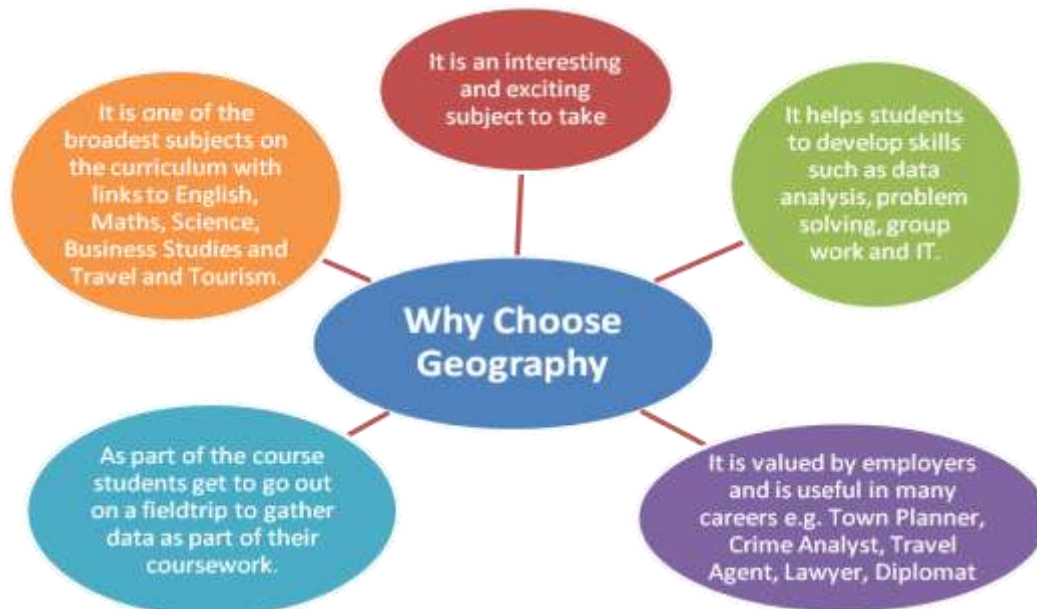 It is an interesting
and exciting
subject to take
It is one of the
broadest subjects on
the curriculum with
links to English,
Maths, Science,
Business Studies and
Travel and Tourism.
It helps students
to develop skills
such as data
analysis, problem
solving, group
work and IT.
Why Choose
Geography
As part of the course
students get to go out
on a fieldtrip to gather
data as part of their
coursework.
It is valued by employers
and is useful in many
careers e.g. Town Planner,
Crime Analyst, Travel
Agent, Lawyer, Diplomat